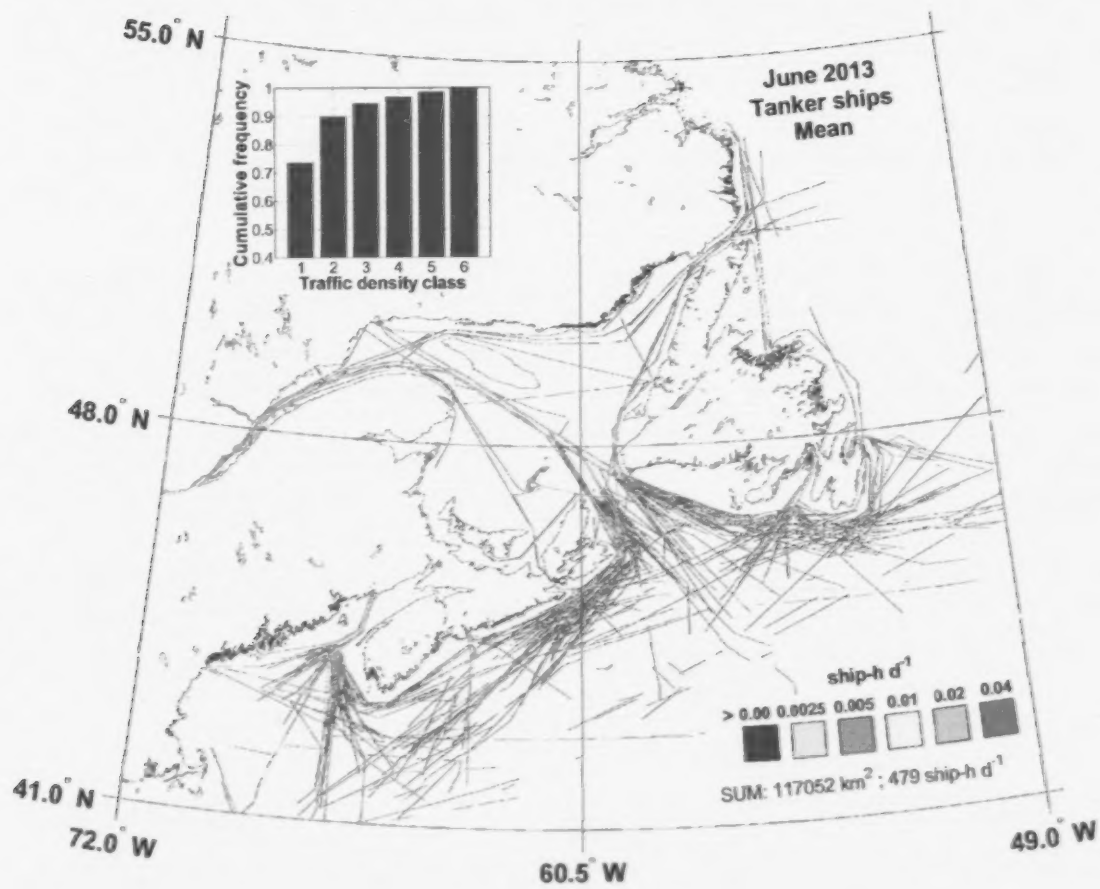 55.0° N
June 2013
Tanker ships
Mean
Cumulative frequency
1
0.9
0.8
0.7
0.6
0.5
0.4
1 2 3 4 5 6
Traffic density class
48.0° N
ship-h d-1
> 0.00 0.0025 0.005 0.01 0.02 0.04
SUM: 117052 km2 ; 479 ship-h d-1
41.0° N
72.0° W
60.5° W
49.0° W